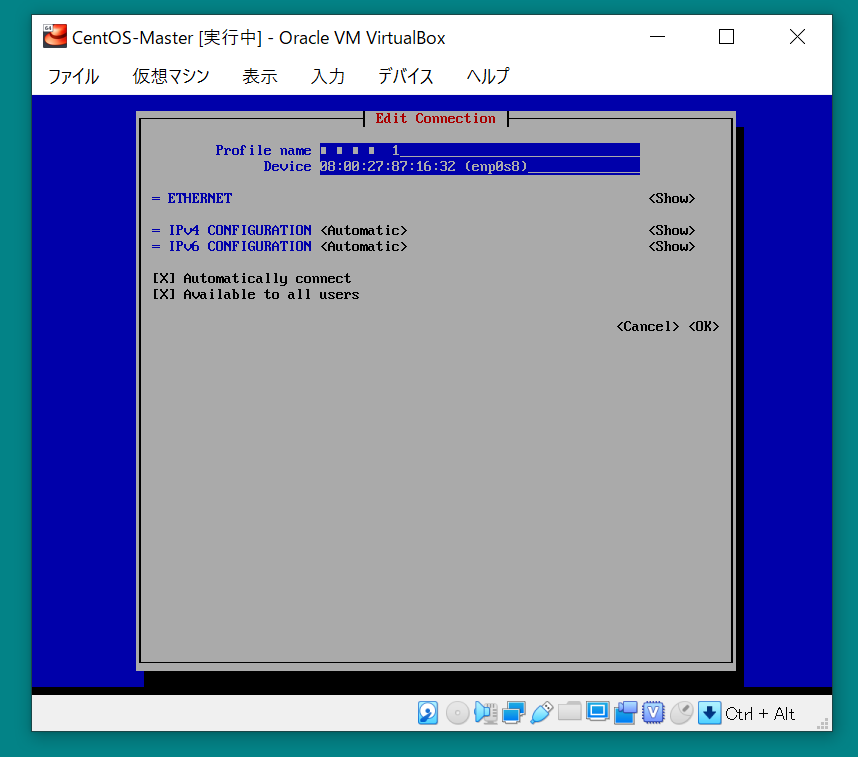 CentOS-Master [実行中] - Oracle VM VirtualBox
ファイル 仮想マシン 表示 入力 デバイス ヘルプ
Edit Connection
Profile name ▪ ▪ ▪ ▪ 1
Device 08:00:27:87:16:32 (enp0s8)
= ETHERNET <Show>
= IPv4 CONFIGURATION <Automatic> <Show>
= IPv6 CONFIGURATION <Automatic> <Show>
[X] Automatically connect
[X] Available to all users
<Cancel> <OK>
Ctrl + Alt